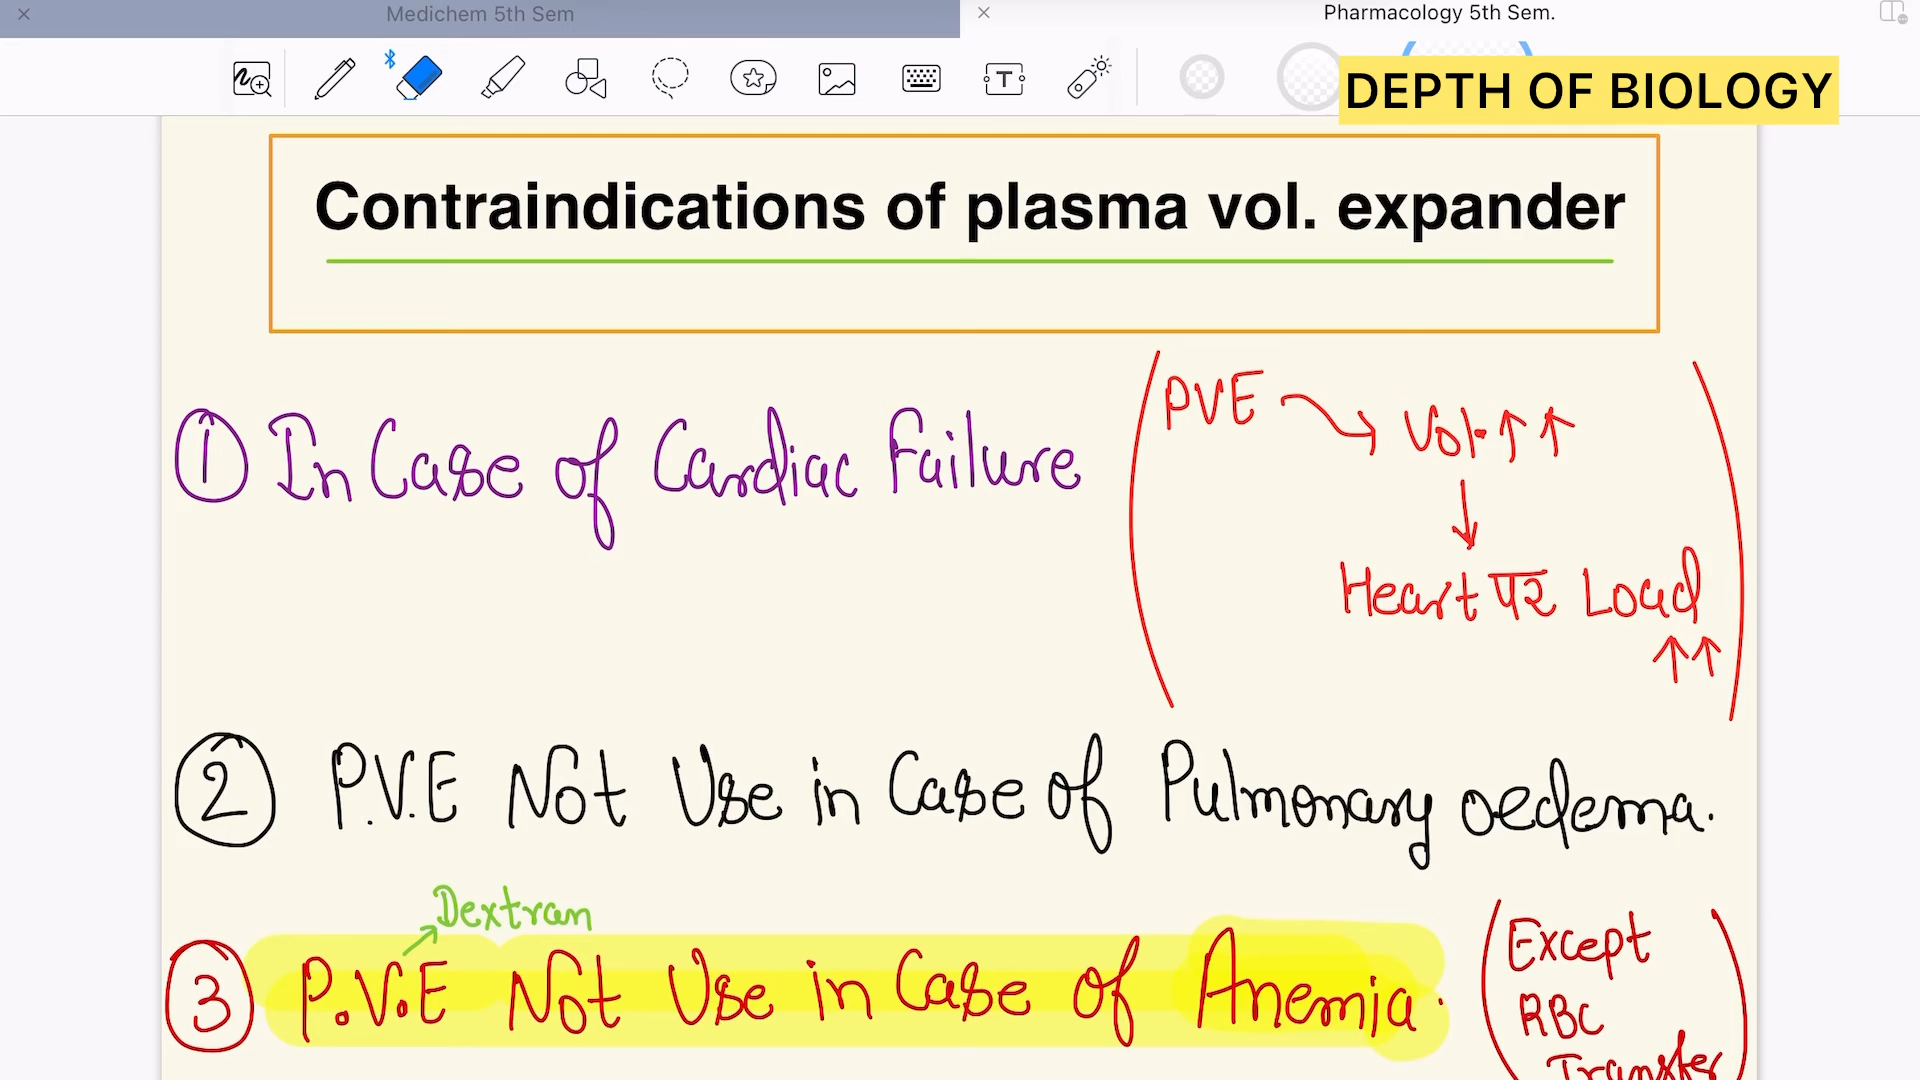 Medichem 5th Sem
Pharmacology 5th Sem.
DEPTH OF BIOLOGY
Contraindications of plasma vol. expander
① In Case of Cardiac Failure
(PVE → Vol. ↑↑
↓
Heart पर Load
↑↑)
② P.V.E Not Use in Case of Pulmonary oedema.
Dextran
③ P.V.E Not Use in Case of Anemia.
(Except
RBC
Transfer)